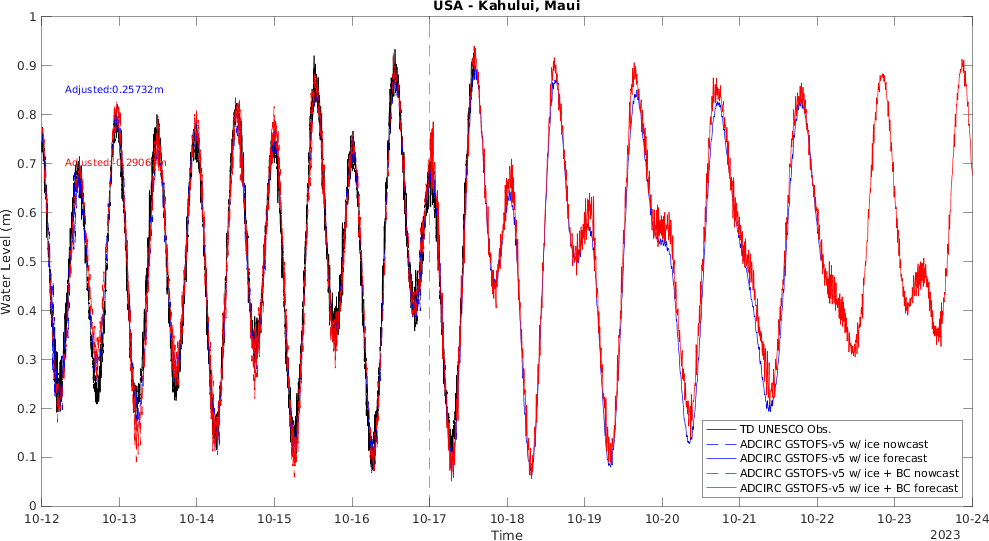 USA - Kahului, Maui
1
0.9
0.8
0.7
0.6
0.5
0.4
0.3
0.2
0.1
0
Water Level (m)
Adjusted:0.25732m
TD UNESCO Obs.
ADCIRC GSTOFS-v5 w/ ice nowcast
ADCIRC GSTOFS-v5 w/ ice forecast
ADCIRC GSTOFS-v5 w/ ice + BC nowcast
ADCIRC GSTOFS-v5 w/ ice + BC forecast
10-12 10-13 10-14 10-15 10-16 10-17 10-18 10-19 10-20 10-21 10-22 10-23 10-24
Time
2023